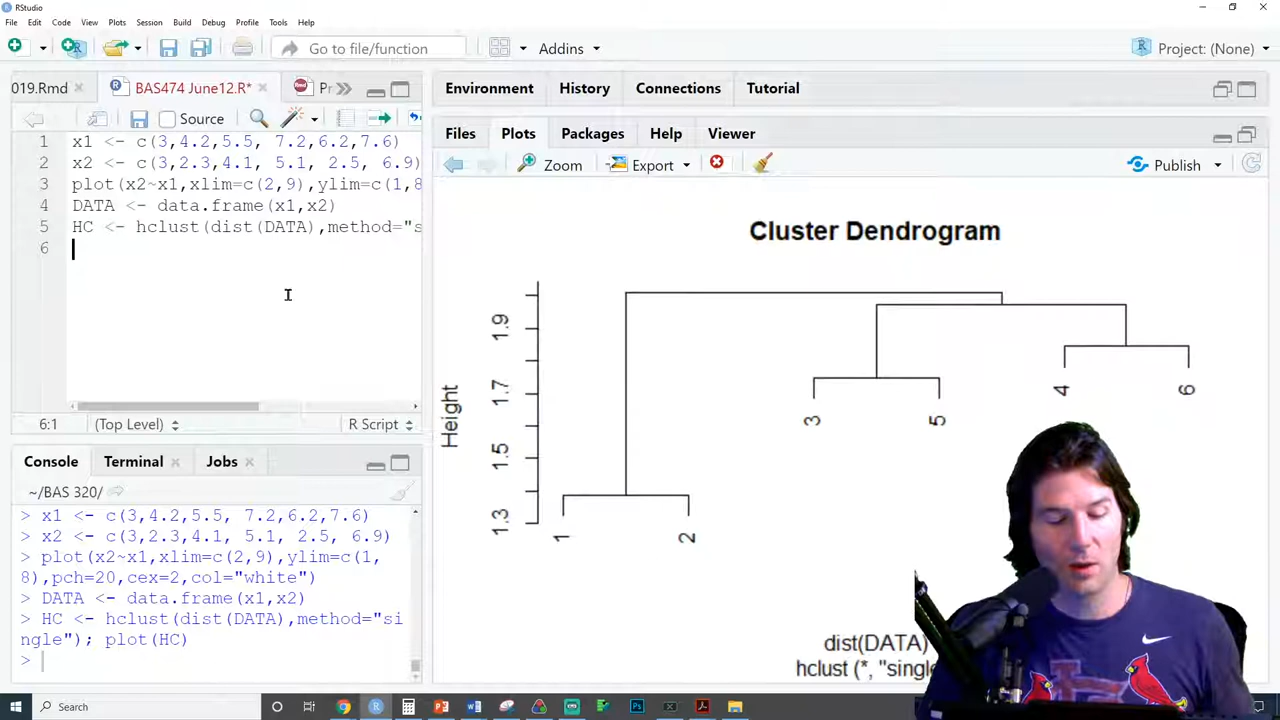 RStudio
File Edit Code View Plots Session Build Debug Profile Tools Help
Go to file/function
Addins
Project: (None)
019.Rmd
BAS474 June12.R*
Pr
Source
1 x1 <- c(3,4.2,5.5, 7.2,6.2,7.6)
2 x2 <- c(3,2.3,4.1, 5.1, 2.5, 6.9)
3 plot(x2~x1,xlim=c(2,9),ylim=c(1,8
4 DATA <- data.frame(x1,x2)
5 HC <- hclust(dist(DATA),method="s
6
6:1
(Top Level)
R Script
Console Terminal Jobs
~/BAS 320/
> x1 <- c(3,4.2,5.5, 7.2,6.2,7.6)
> x2 <- c(3,2.3,4.1, 5.1, 2.5, 6.9)
> plot(x2~x1,xlim=c(2,9),ylim=c(1,
8),pch=20,cex=2,col="white")
> DATA <- data.frame(x1,x2)
> HC <- hclust(dist(DATA),method="si
ngle"); plot(HC)
>
Environment History Connections Tutorial
Files Plots Packages Help Viewer
Zoom
Export
Publish
Cluster Dendrogram
Height
1.9
1.7
1.5
1.3
1
2
3
5
4
6
dist(DATA)
hclust (*, "single
Search